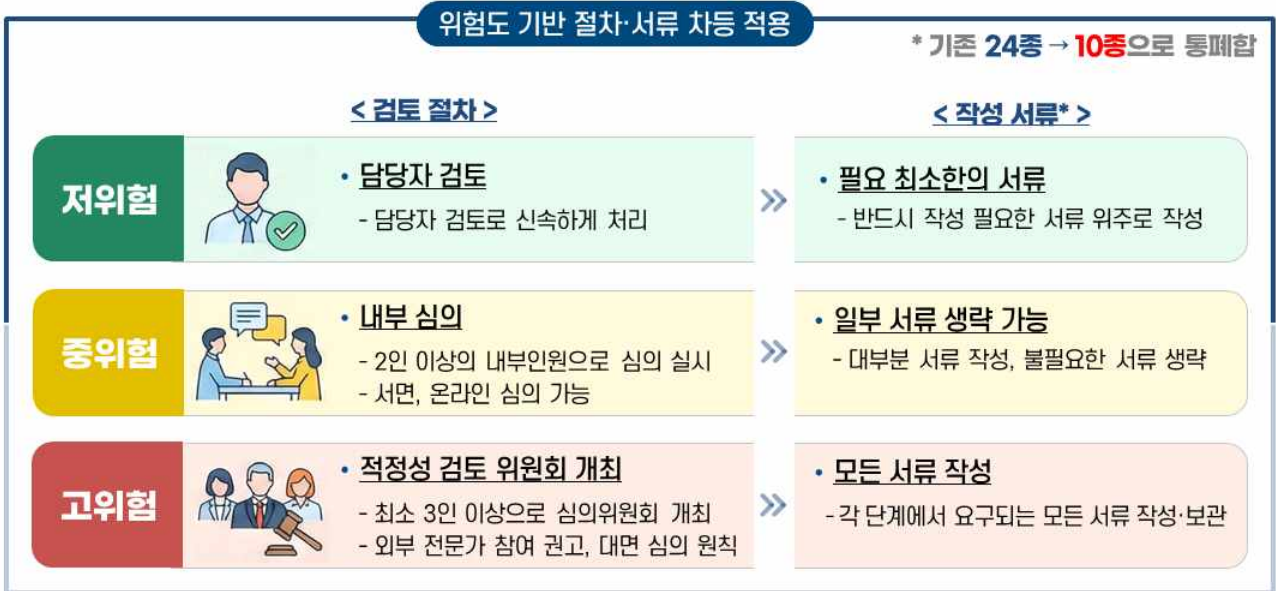 위험도 기반 절차·서류 차등 적용
* 기존 24종 → 10종으로 통폐합
< 검토 절차 >
< 작성 서류* >
저위험
• 담당자 검토
- 담당자 검토로 신속하게 처리
• 필요 최소한의 서류
- 반드시 작성 필요한 서류 위주로 작성
중위험
• 내부 심의
- 2인 이상의 내부인원으로 심의 실시
- 서면, 온라인 심의 가능
• 일부 서류 생략 가능
- 대부분 서류 작성, 불필요한 서류 생략
고위험
• 적정성 검토 위원회 개최
- 최소 3인 이상으로 심의위원회 개최
- 외부 전문가 참여 권고, 대면 심의 원칙
• 모든 서류 작성
- 각 단계에서 요구되는 모든 서류 작성·보관